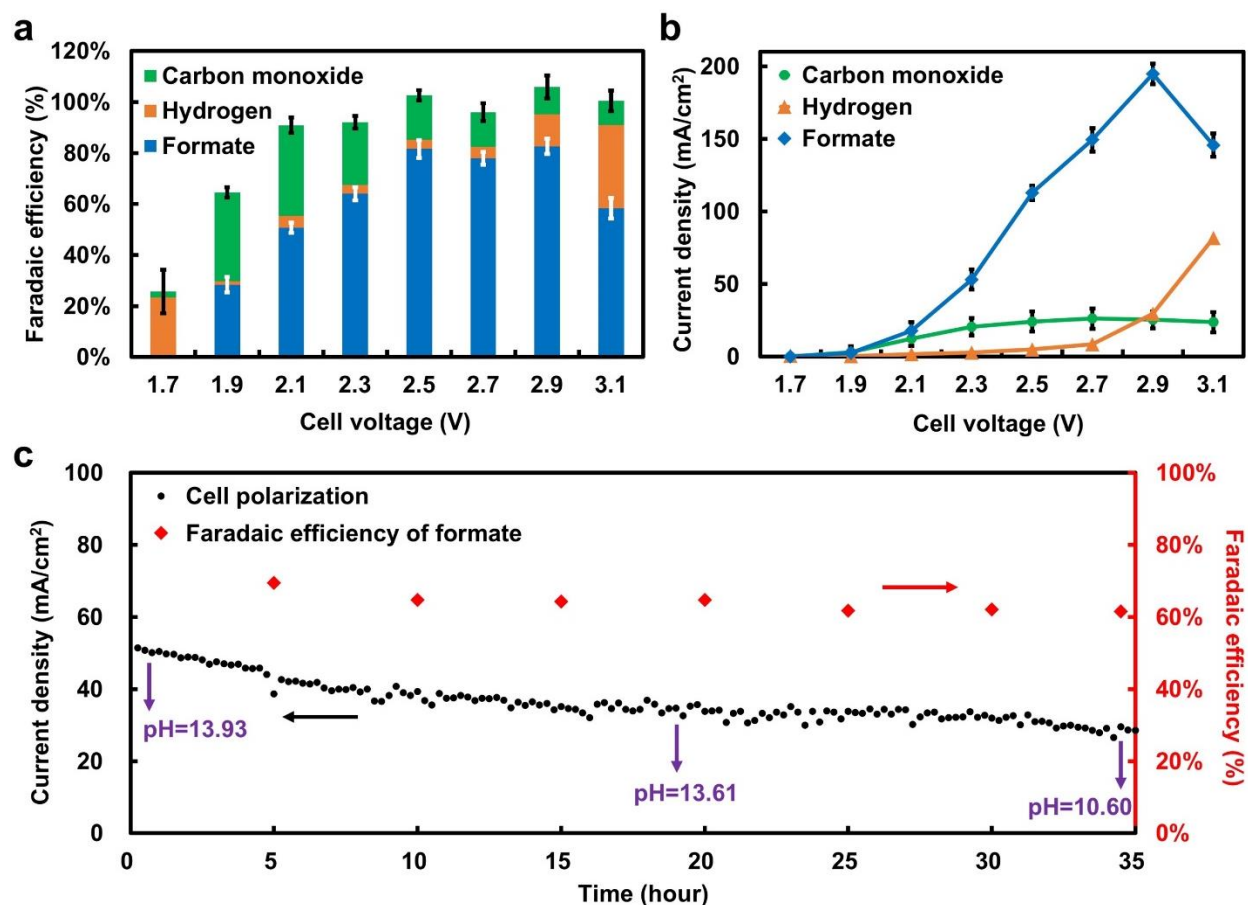 a
120%
100%
80%
60%
40%
20%
0%
Faradaic efficiency (%)
Carbon monoxide
Hydrogen
Formate
1.7 1.9 2.1 2.3 2.5 2.7 2.9 3.1
Cell voltage (V)
b
200
150
100
50
0
Current density (mA/cm²)
Carbon monoxide
Hydrogen
Formate
1.7 1.9 2.1 2.3 2.5 2.7 2.9 3.1
Cell voltage (V)
c
100
80
60
40
20
0
Current density (mA/cm²)
Cell polarization
Faradaic efficiency of formate
pH=13.93
pH=13.61
pH=10.60
100%
80%
60%
40%
20%
0%
Faradaic efficiency (%)
0 5 10 15 20 25 30 35
Time (hour)